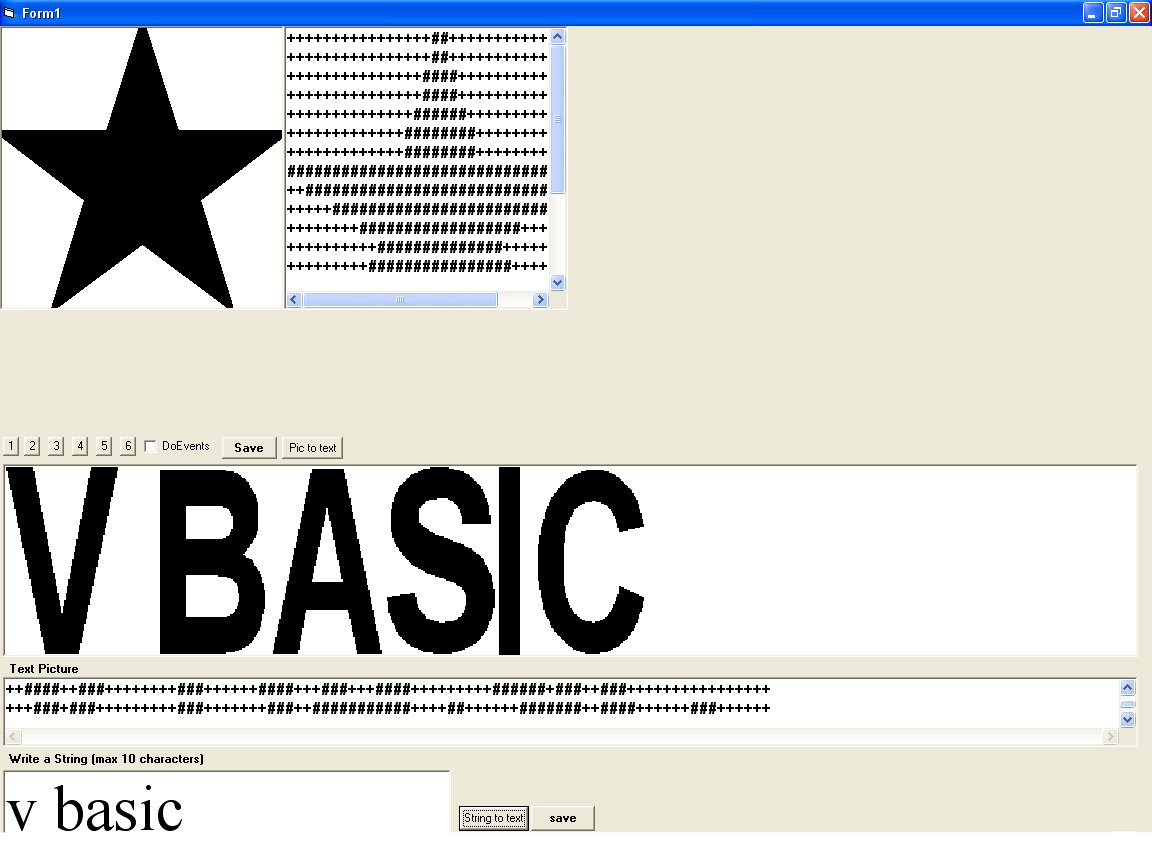 Form1
++++++++++++++++##+++++++++++
++++++++++++++++##+++++++++++
+++++++++++++++####++++++++++
+++++++++++++++####++++++++++
++++++++++++++######+++++++++
+++++++++++++########++++++++
+++++++++++++########++++++++
#############################
++###########################
+++++########################
++++++++##################+++
++++++++++##############+++++
+++++++++################++++
1 2 3 4 5 6 DoEvents Save Pic to text
V BASIC
Text Picture
++####++###++++++++###++++++####+++###+++####+++++++++######+###++###++++++++++++++++
+++###+###+++++++++###+++++++###++###########++++##++++++#######++####++++++###++++++
Write a String (max 10 characters)
v basic
String to text save